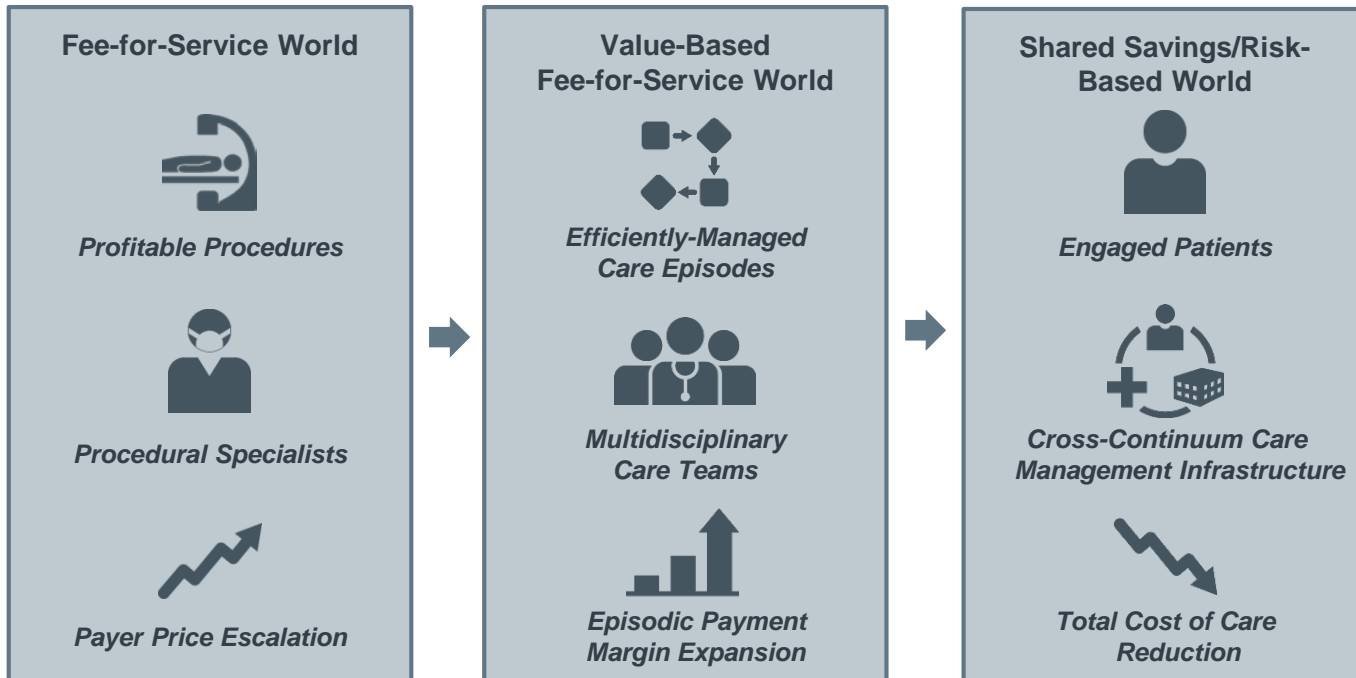 Fee-for-Service World
Profitable Procedures
Procedural Specialists
Payer Price Escalation
Value-Based
Fee-for-Service World
Efficiently-Managed
Care Episodes
Multidisciplinary
Care Teams
Episodic Payment
Margin Expansion
Shared Savings/Risk-
Based World
Engaged Patients
Cross-Continuum Care
Management Infrastructure
Total Cost of Care
Reduction